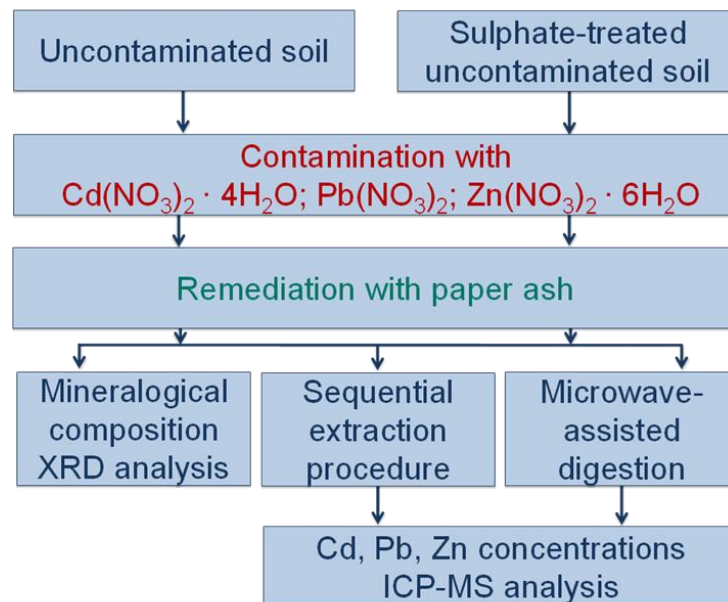 Uncontaminated soil
Sulphate-treated
uncontaminated soil
Contamination with
Cd(NO₃)₂ · 4H₂O; Pb(NO₃)₂; Zn(NO₃)₂ · 6H₂O
Remediation with paper ash
Mineralogical
composition
XRD analysis
Sequential
extraction
procedure
Microwave-
assisted
digestion
Cd, Pb, Zn concentrations
ICP-MS analysis